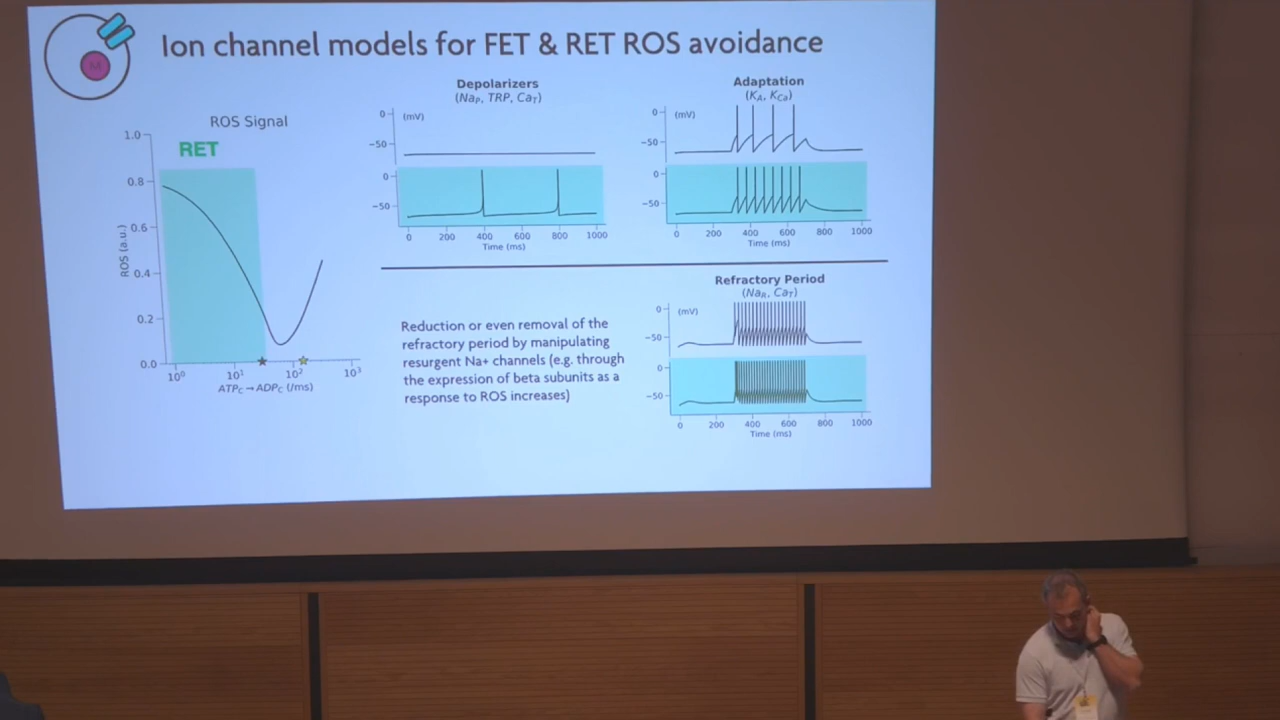 M
Ion channel models for FET & RET ROS avoidance
ROS Signal
RET
1.0
0.8
0.6
0.4
0.2
0.0
ROS (a.u.)
10⁰ 10¹ 10² 10³
ATP_C→ADP_C (/ms)
Depolarizers
(Na_P, TRP, Ca_T)
0
(mV)
−50
0
−50
0 200 400 600 800 1000
Time (ms)
Adaptation
(K_A, K_Ca)
0
(mV)
−50
0
−50
0 200 400 600 800 1000
Time (ms)
Reduction or even removal of the
refractory period by manipulating
resurgent Na+ channels (e.g. through
the expression of beta subunits as a
response to ROS increases)
Refractory Period
(Na_R, Ca_T)
0
(mV)
−50
0
−50
0 200 400 600 800 1000
Time (ms)